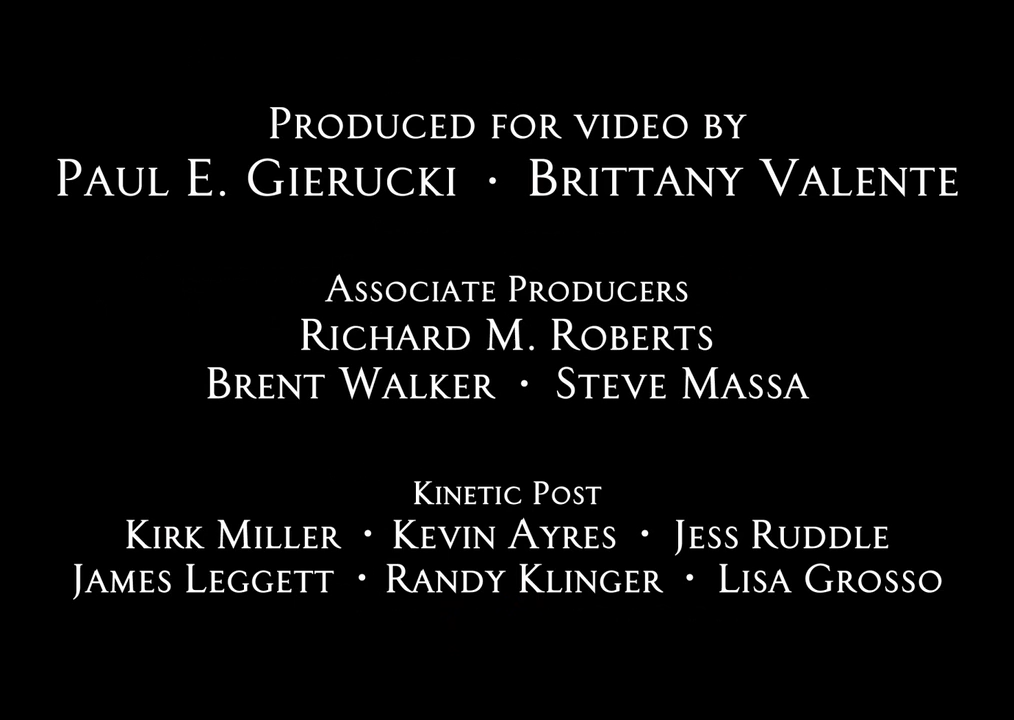 Produced for video by
Paul E. Gierucki · Brittany Valente
Associate Producers
Richard M. Roberts
Brent Walker · Steve Massa
Kinetic Post
Kirk Miller · Kevin Ayres · Jess Ruddle
James Leggett · Randy Klinger · Lisa Grosso